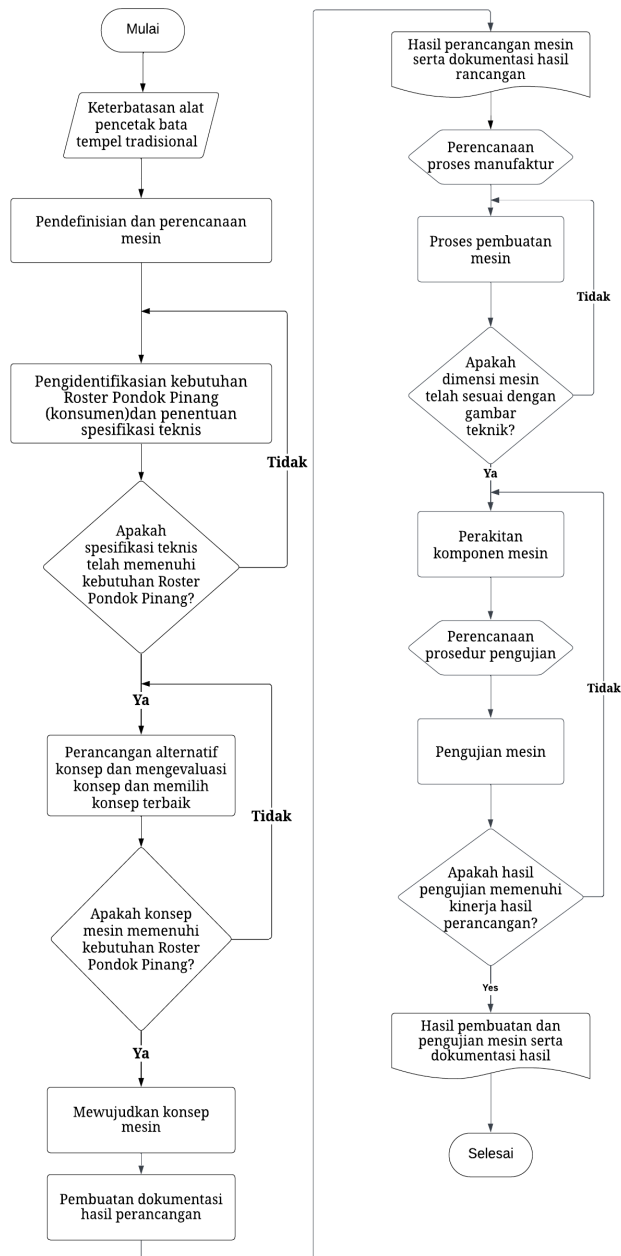 Mulai
Keterbatasan alat
pencetak bata
tempel tradisional
Pendefinisian dan perencanaan
mesin
Pengidentifikasian kebutuhan
Roster Pondok Pinang
(konsumen)dan penentuan
spesifikasi teknis
Tidak
Apakah
spesifikasi teknis
telah memenuhi
kebutuhan Roster
Pondok Pinang?
Ya
Perancangan alternatif
konsep dan mengevaluasi
konsep dan memilih
konsep terbaik
Tidak
Apakah konsep
mesin memenuhi
kebutuhan Roster
Pondok Pinang?
Ya
Mewujudkan konsep
mesin
Pembuatan dokumentasi
hasil perancangan
Hasil perancangan mesin
serta dokumentasi hasil
rancangan
Perencanaan
proses manufaktur
Proses pembuatan
mesin
Tidak
Apakah
dimensi mesin
telah sesuai dengan
gambar
teknik?
Ya
Perakitan
komponen mesin
Perencanaan
prosedur pengujian
Tidak
Pengujian mesin
Apakah hasil
pengujian memenuhi
kinerja hasil
perancangan?
Yes
Hasil pembuatan dan
pengujian mesin serta
dokumentasi hasil
Selesai